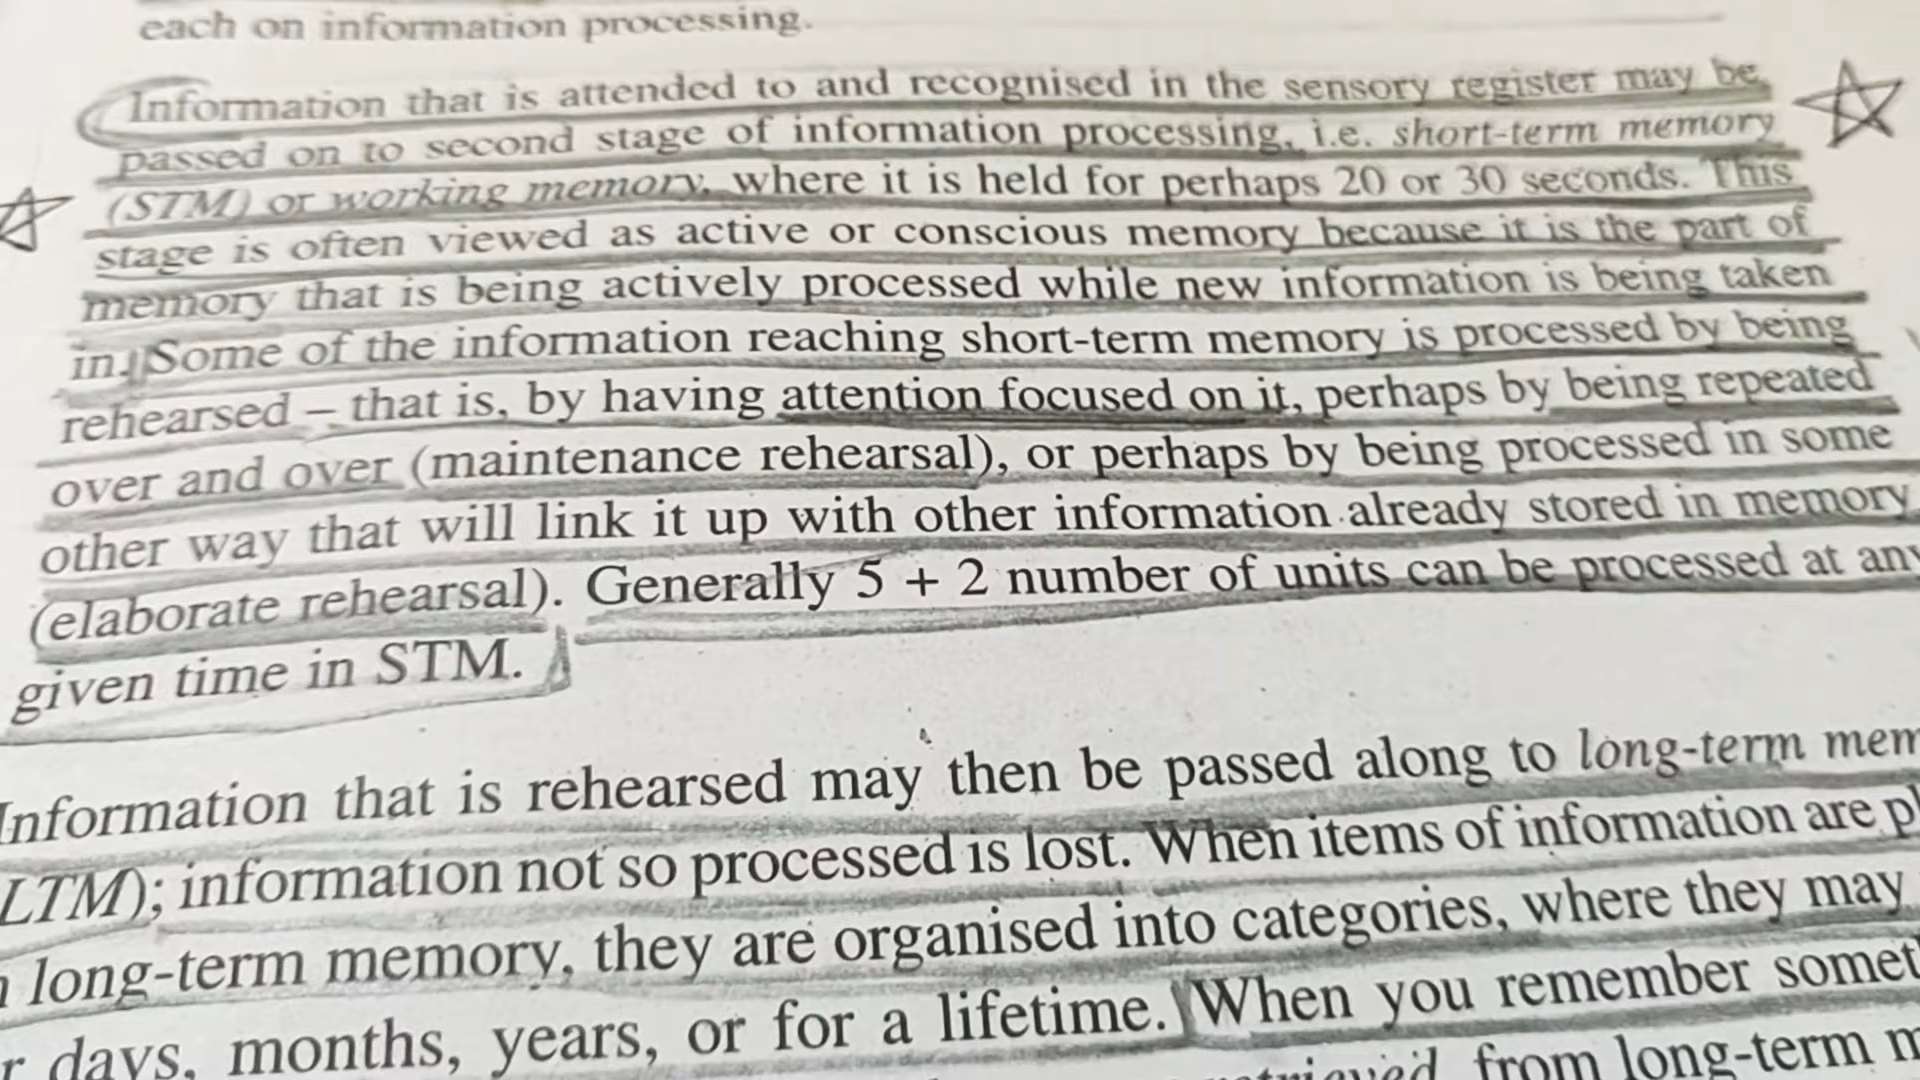 each on information processing.
Information that is attended to and recognised in the sensory register may be
passed on to second stage of information processing, i.e. short-term memory
(STM) or working memory, where it is held for perhaps 20 or 30 seconds. This
stage is often viewed as active or conscious memory because it is the part of
memory that is being actively processed while new information is being taken
in. Some of the information reaching short-term memory is processed by being
rehearsed – that is, by having attention focused on it, perhaps by being repeated
over and over (maintenance rehearsal), or perhaps by being processed in some
other way that will link it up with other information already stored in memory
(elaborate rehearsal). Generally 5 + 2 number of units can be processed at any
given time in STM.
Information that is rehearsed may then be passed along to long-term mem
LTM); information not so processed is lost. When items of information are pl
long-term memory, they are organised into categories, where they may
r days, months, years, or for a lifetime. When you remember somet
retrieved from long-term m